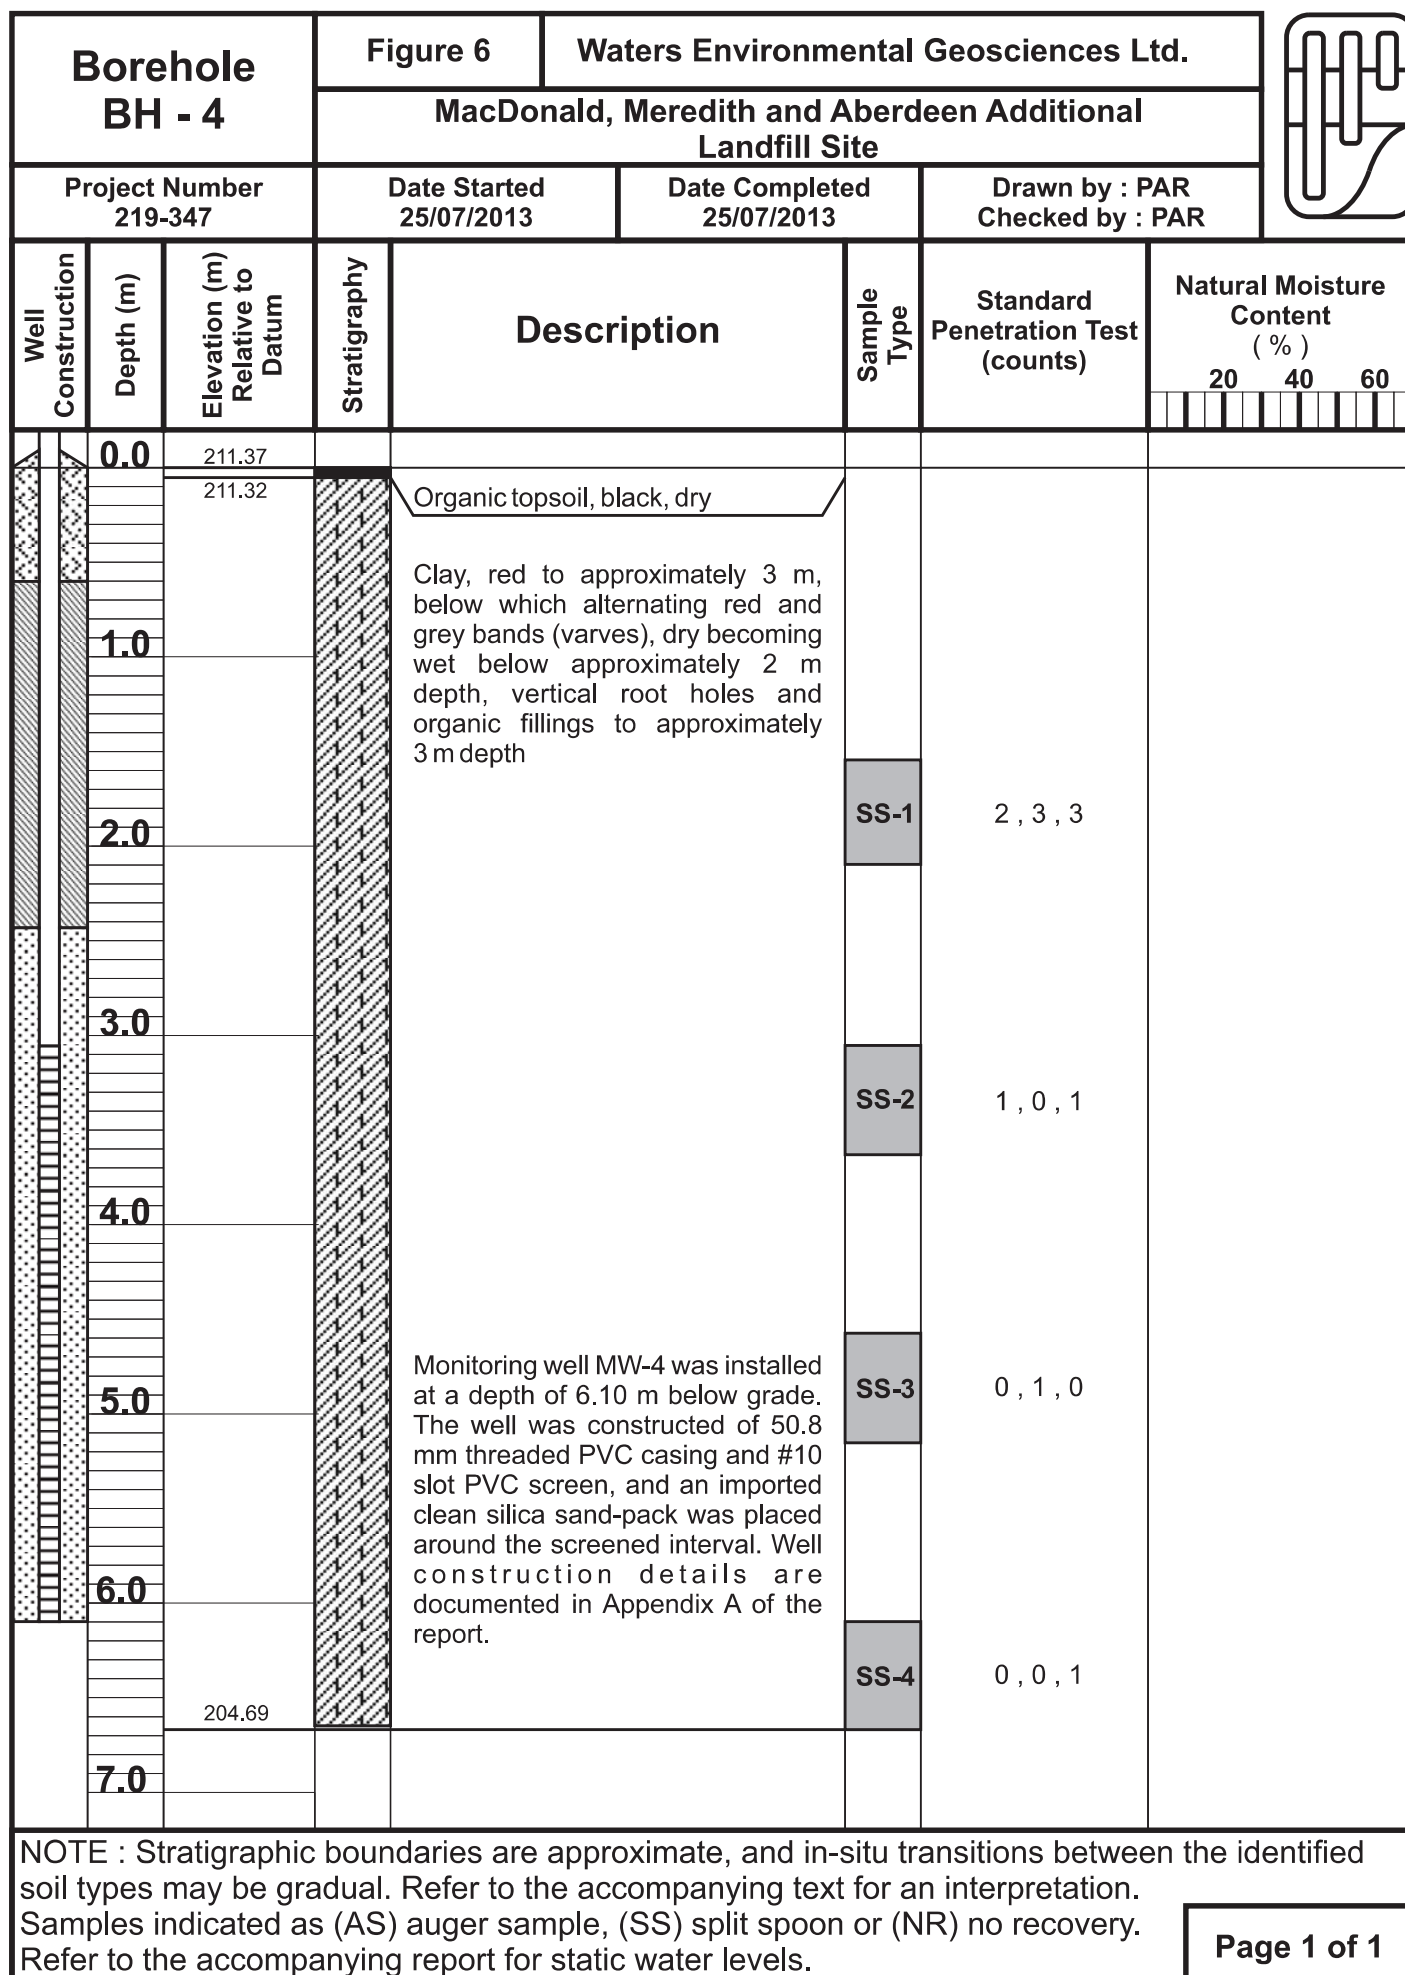 Borehole
BH - 4
Figure 6
Waters Environmental Geosciences Ltd.
MacDonald, Meredith and Aberdeen Additional
Landfill Site
Project Number
219-347
Date Started
25/07/2013
Date Completed
25/07/2013
Drawn by : PAR
Checked by : PAR
Well
Construction
Depth (m)
Elevation (m)
Relative to
Datum
Stratigraphy
Description
Sample
Type
Standard
Penetration Test
(counts)
Natural Moisture
Content
( % )
20 40 60
0.0
211.37
211.32
Organic topsoil, black, dry
Clay, red to approximately 3 m,
below which alternating red and
grey bands (varves), dry becoming
wet below approximately 2 m
depth, vertical root holes and
organic fillings to approximately
3 m depth
1.0
SS-1
2 , 3 , 3
2.0
3.0
SS-2
1 , 0 , 1
4.0
Monitoring well MW-4 was installed
at a depth of 6.10 m below grade.
The well was constructed of 50.8
mm threaded PVC casing and #10
slot PVC screen, and an imported
clean silica sand-pack was placed
around the screened interval. Well
construction details are
documented in Appendix A of the
report.
SS-3
0 , 1 , 0
5.0
6.0
SS-4
0 , 0 , 1
204.69
7.0
NOTE : Stratigraphic boundaries are approximate, and in-situ transitions between the identified
soil types may be gradual. Refer to the accompanying text for an interpretation.
Samples indicated as (AS) auger sample, (SS) split spoon or (NR) no recovery.
Refer to the accompanying report for static water levels.
Page 1 of 1